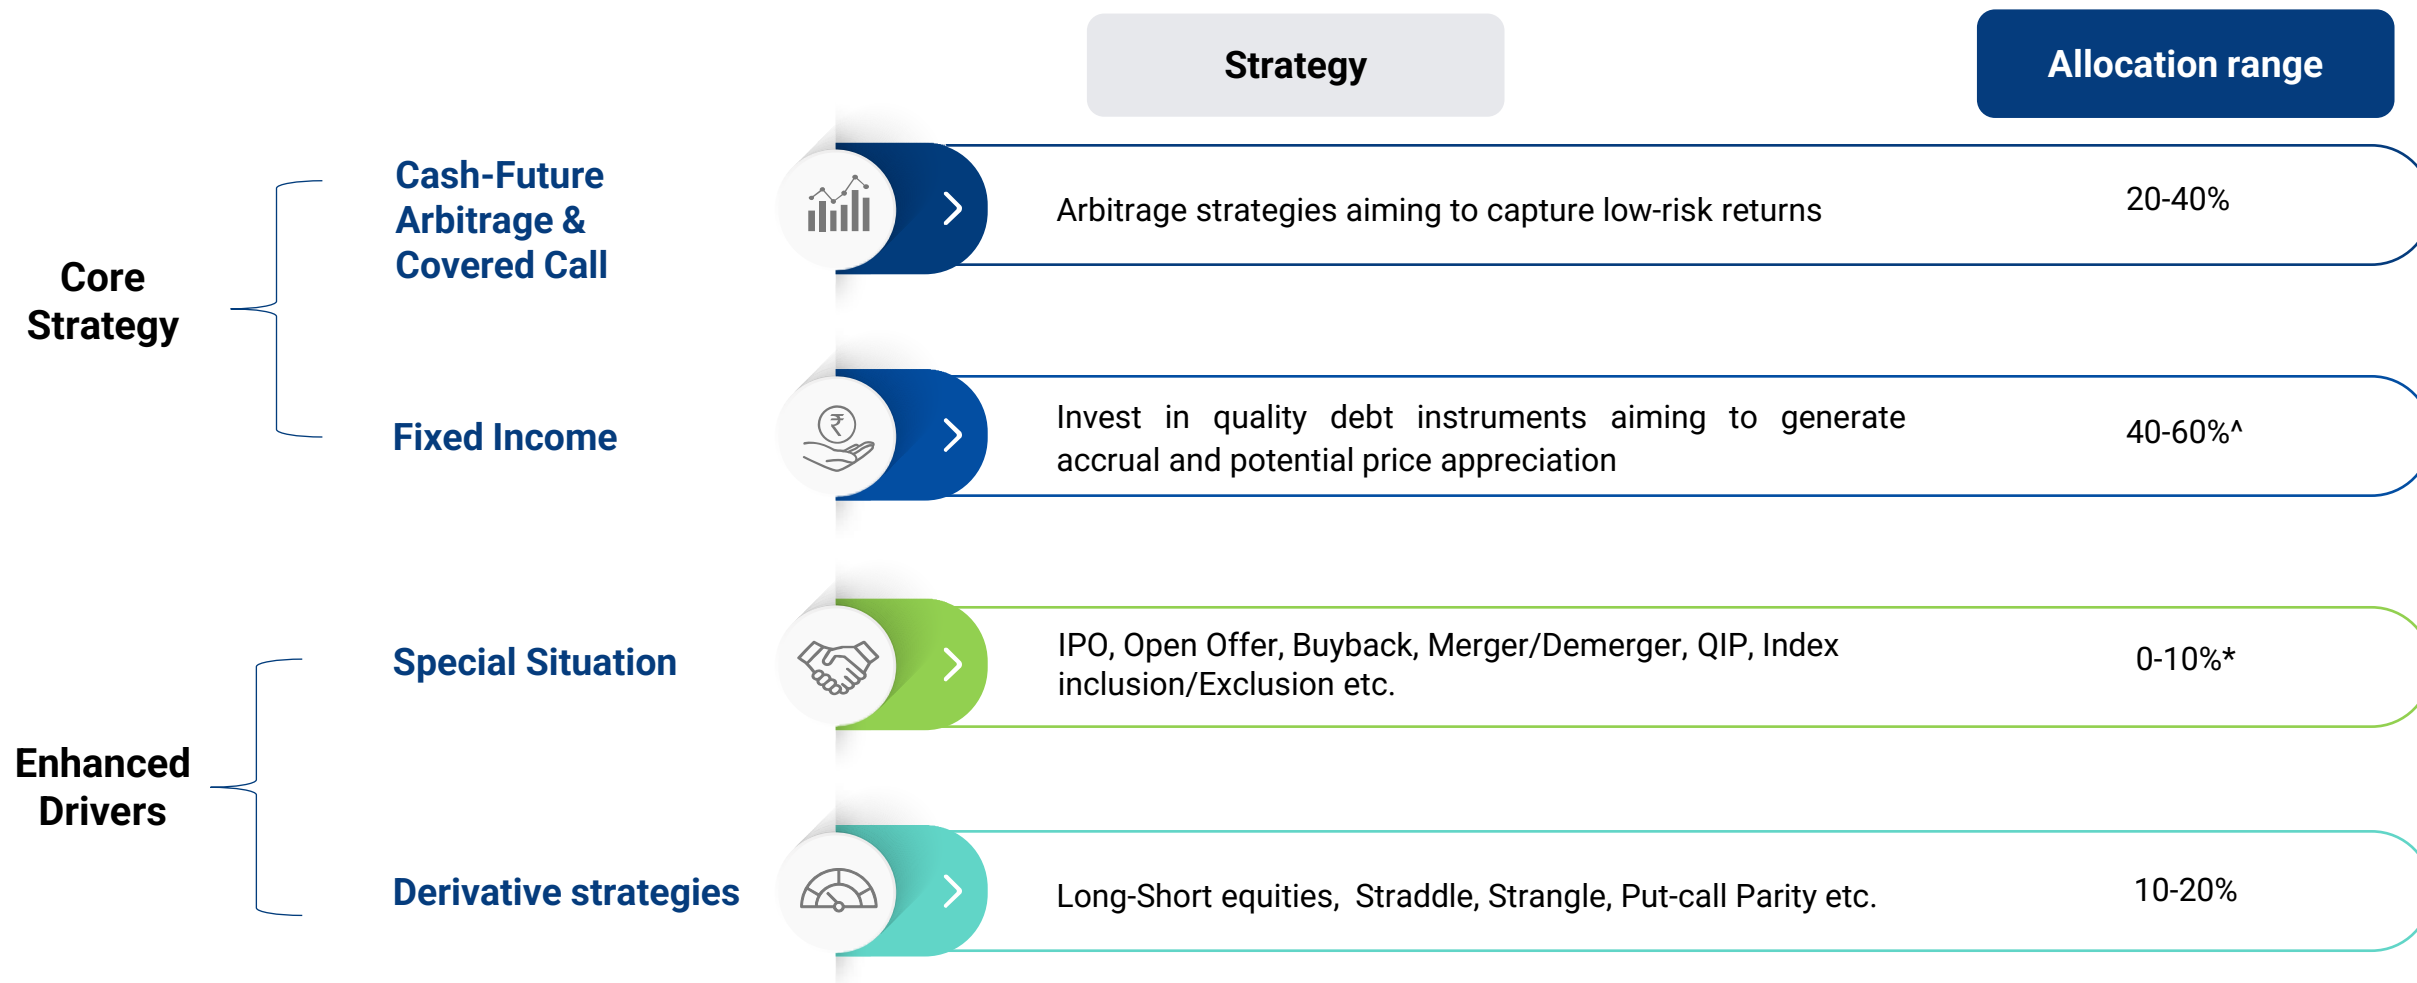 Strategy
Allocation range
Core
Strategy
Cash-Future
Arbitrage &
Covered Call
Arbitrage strategies aiming to capture low-risk returns
20-40%
Fixed Income
₹
Invest in quality debt instruments aiming to generate
accrual and potential price appreciation
40-60%^
Enhanced
Drivers
Special Situation
IPO, Open Offer, Buyback, Merger/Demerger, QIP, Index
inclusion/Exclusion etc.
0-10%*
Derivative strategies
Long-Short equities,  Straddle, Strangle, Put-call Parity etc.
10-20%